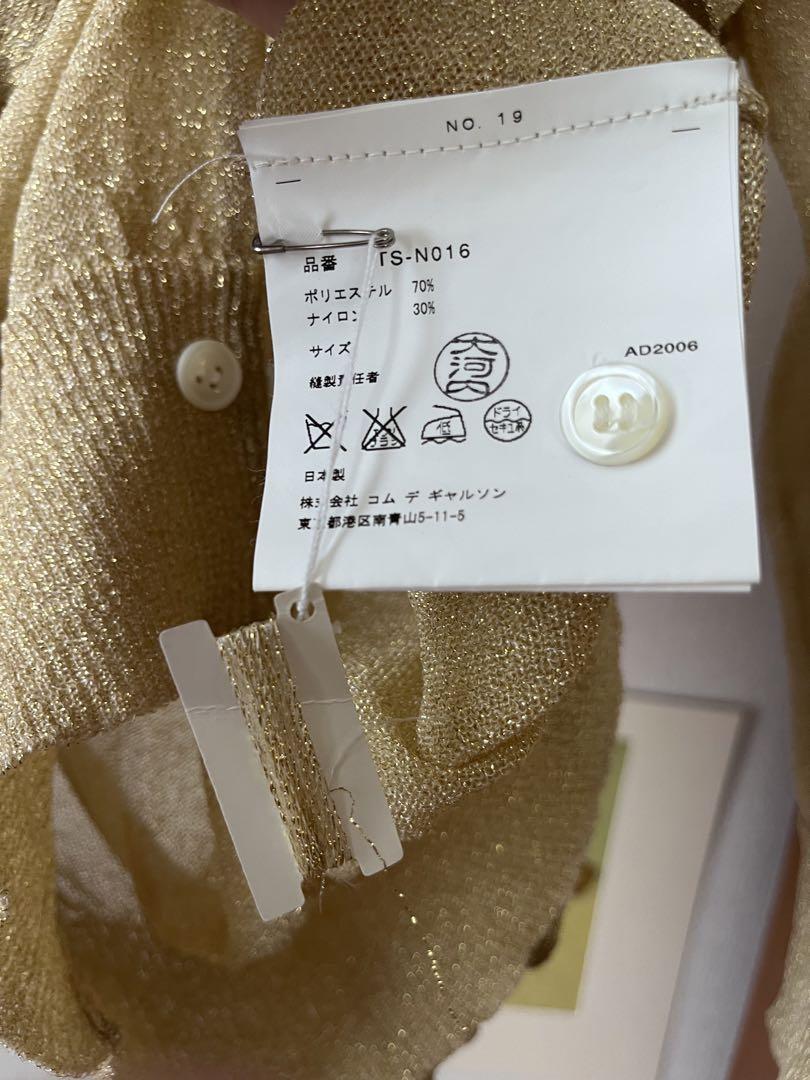 NO. 19
品番 TS-N016
ポリエステル 70%
ナイロン 30%
サイズ
AD2006
縫製責任者 大河内
低
ドライ
セキユ系
日本製
株式会社 コム デ ギャルソン
東京都港区南青山5-11-5